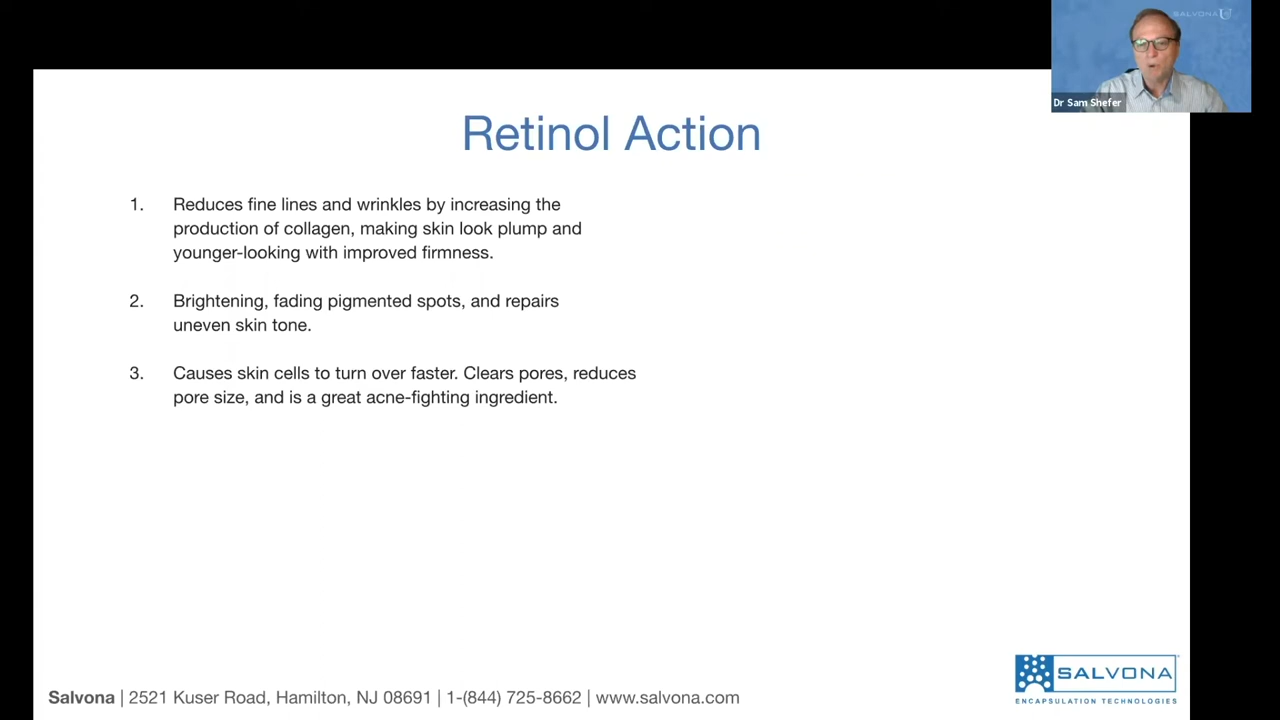 SALVONA U
Dr Sam Shefer
Retinol Action
1. Reduces fine lines and wrinkles by increasing the
production of collagen, making skin look plump and
younger-looking with improved firmness.
2. Brightening, fading pigmented spots, and repairs
uneven skin tone.
3. Causes skin cells to turn over faster. Clears pores, reduces
pore size, and is a great acne-fighting ingredient.
SALVONA
ENCAPSULATION TECHNOLOGIES
Salvona | 2521 Kuser Road, Hamilton, NJ 08691 | 1-(844) 725-8662 | www.salvona.com